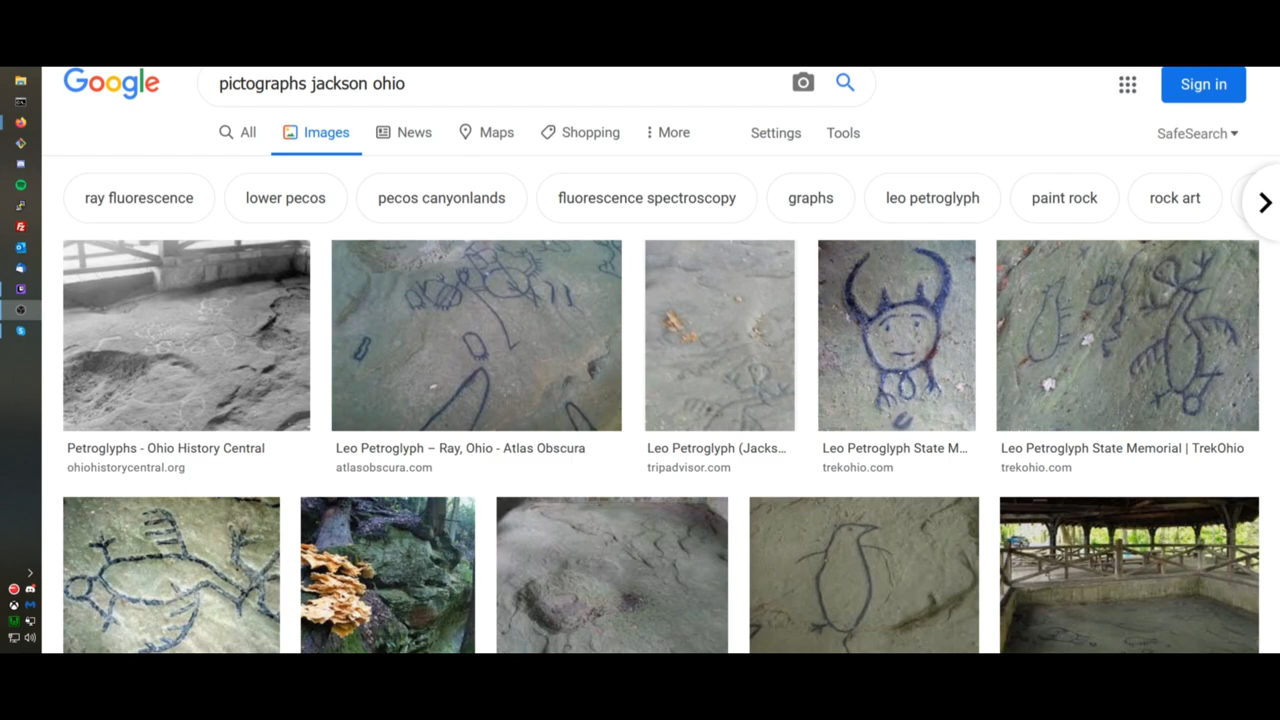 Google
pictographs jackson ohio
Sign in
All
Images
News
Maps
Shopping
More
Settings
Tools
SafeSearch
ray fluorescence
lower pecos
pecos canyonlands
fluorescence spectroscopy
graphs
leo petroglyph
paint rock
rock art
Petroglyphs - Ohio History Central
ohiohistorycentral.org
Leo Petroglyph – Ray, Ohio - Atlas Obscura
atlasobscura.com
Leo Petroglyph (Jacks...
tripadvisor.com
Leo Petroglyph State M...
trekohio.com
Leo Petroglyph State Memorial | TrekOhio
trekohio.com